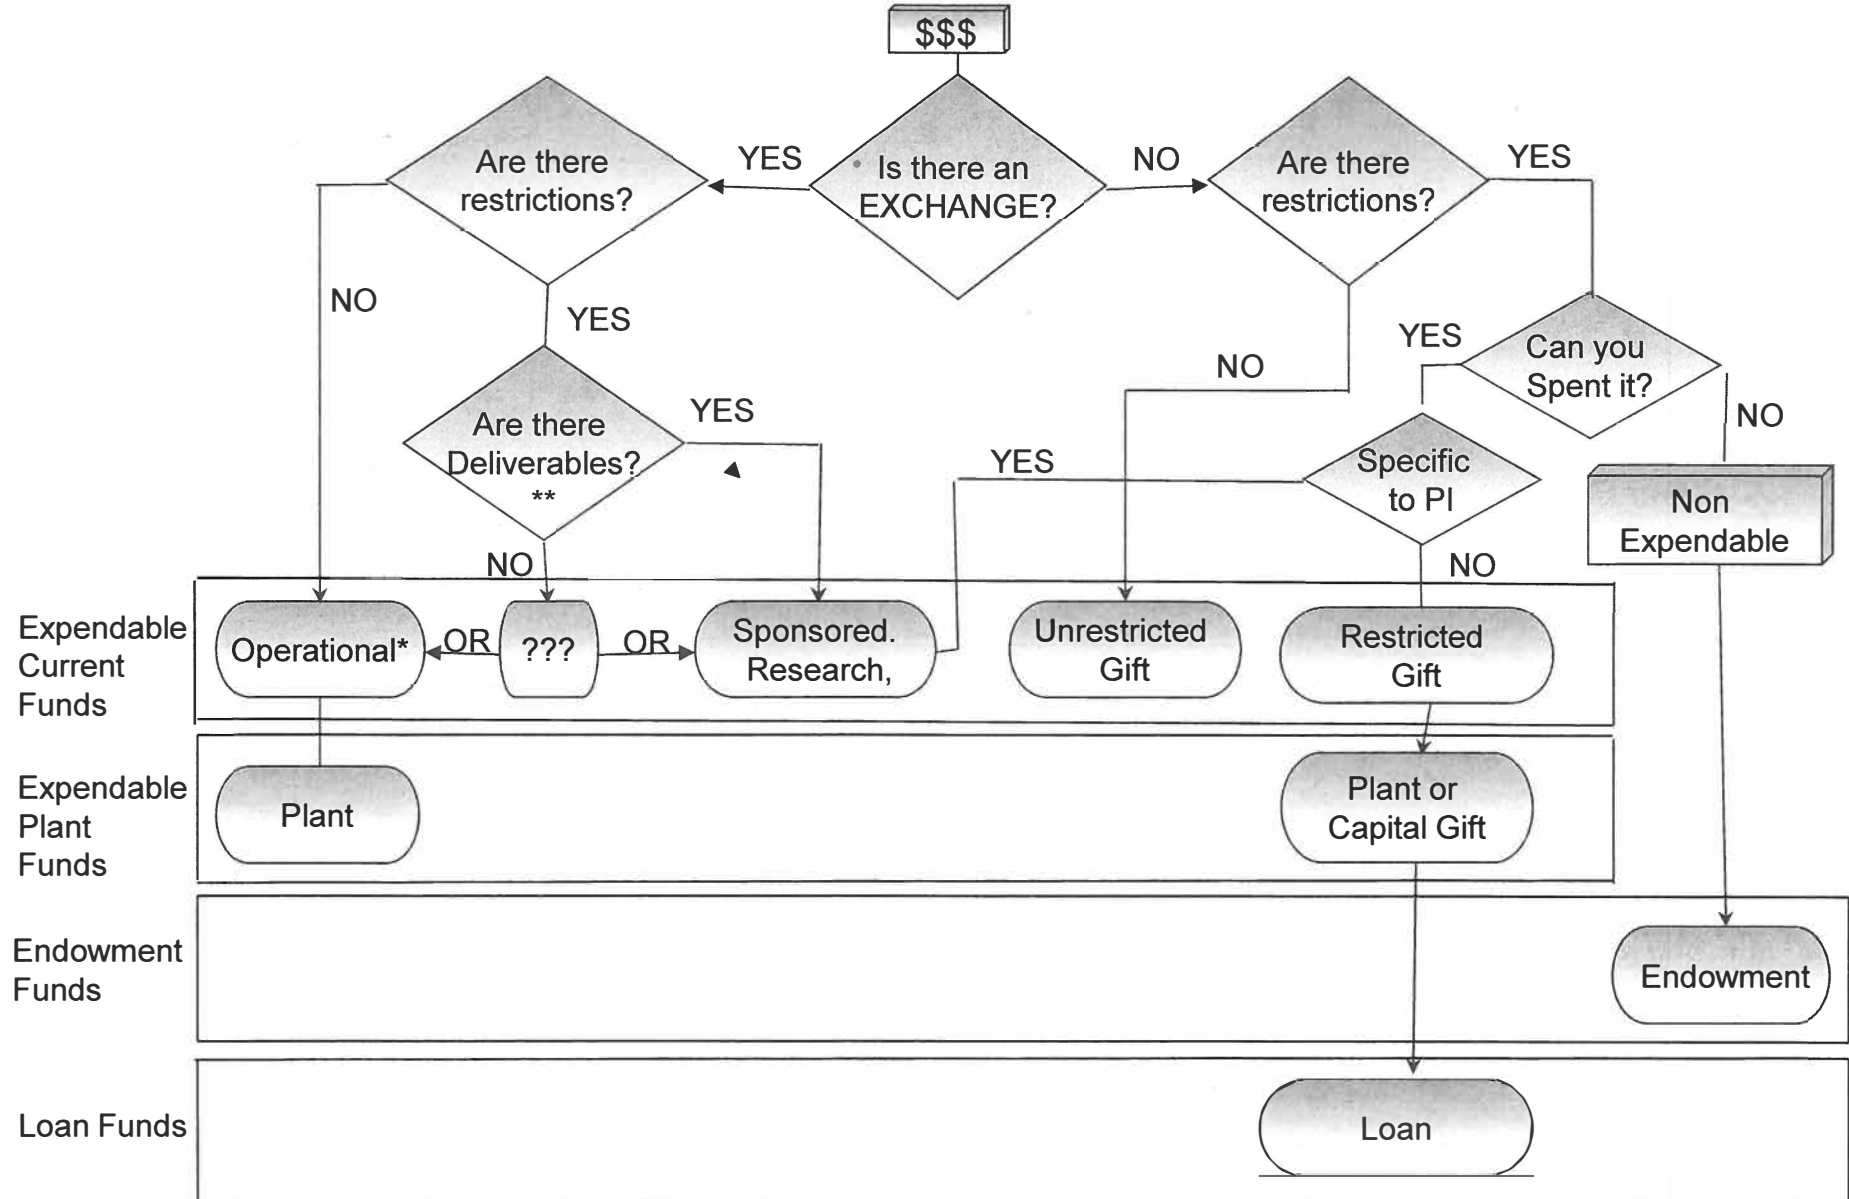 $$$
Are there
restrictions?
YES
Is there an
EXCHANGE?
NO
Are there
restrictions?
YES
NO
YES
NO
YES
Can you
Spent it?
NO
Are there
Deliverables?
**
YES
YES
Specific
to PI
Non
Expendable
NO
NO
Expendable
Current
Funds
Operational*
OR
???
OR
Sponsored.
Research,
Unrestricted
Gift
Restricted
Gift
Expendable
Plant
Funds
Plant
Plant or
Capital Gift
Endowment
Funds
Endowment
Loan Funds
Loan